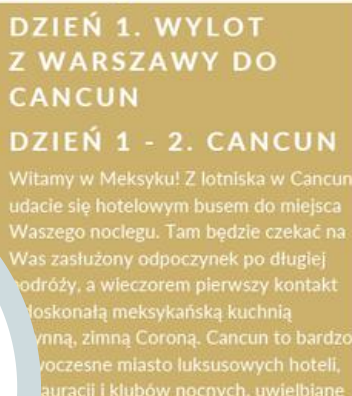 DZIEŃ 1. WYLOT
Z WARSZAWY DO
CANCUN
DZIEŃ 1 - 2. CANCUN
Witamy w Meksyku! Z lotniska w Cancun
udacie się hotelowym busem do miejsca
Waszego noclegu. Tam będzie czekać na
Was zasłużony odpoczynek po długiej
podróży, a wieczorem pierwszy kontakt
doskonałą meksykańską kuchnią
zimną Coroną. Cancun to bardzo
miasto luksusowych hoteli,
i klubów nocnych, uwielbiane